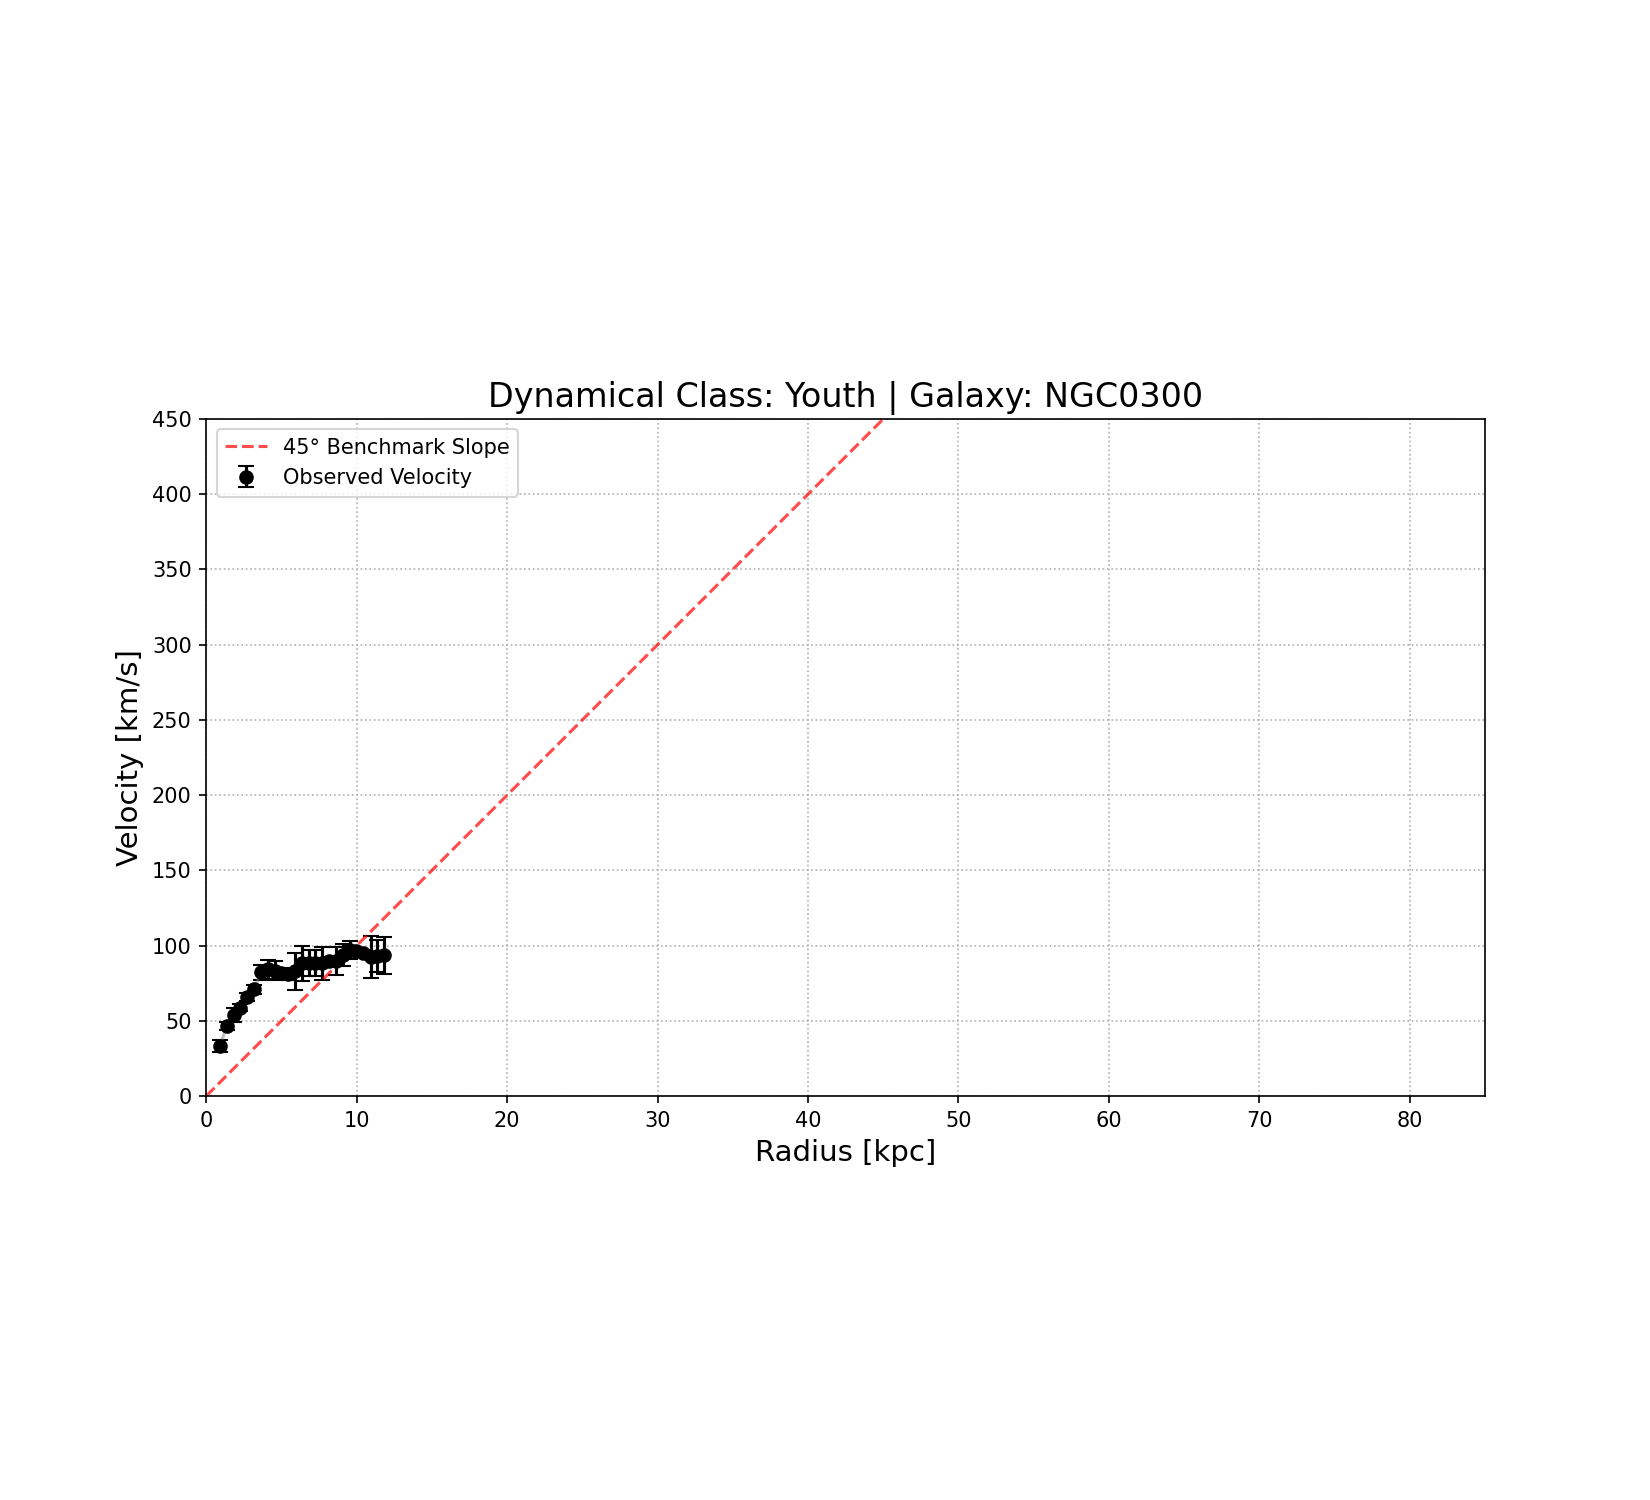 Dynamical Class: Youth | Galaxy: NGC0300
45° Benchmark Slope
Observed Velocity
450
400
350
300
250
200
150
100
50
0
Velocity [km/s]
0 10 20 30 40 50 60 70 80
Radius [kpc]